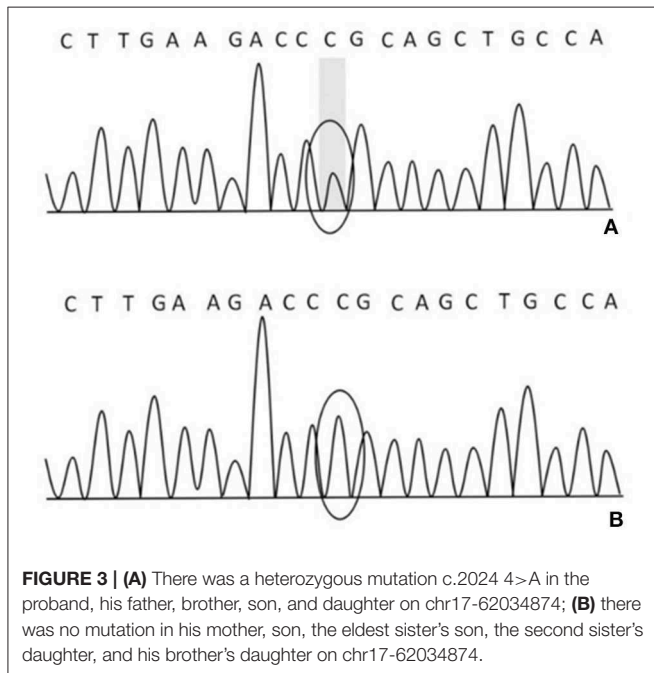 C T T G A A G A C C C G C A G C T G C C A
A
C T T G A A G A C C C G C A G C T G C C A
B
FIGURE 3 | (A) There was a heterozygous mutation c.2024 4>A in the
proband, his father, brother, son, and daughter on chr17-62034874; (B) there
was no mutation in his mother, son, the eldest sister's son, the second sister's
daughter, and his brother's daughter on chr17-62034874.